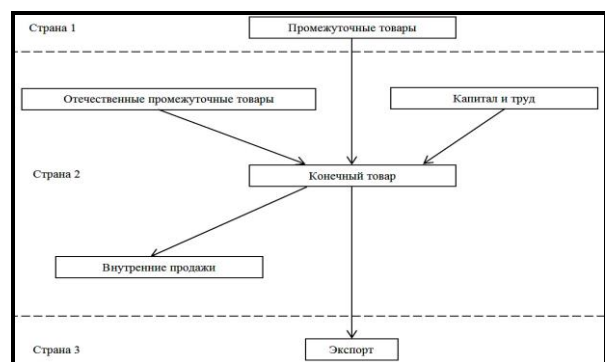 Страна 1
Промежуточные товары
Отечественные промежуточные товары
Капитал и труд
Страна 2
Конечный товар
Внутренние продажи
Страна 3
Экспорт